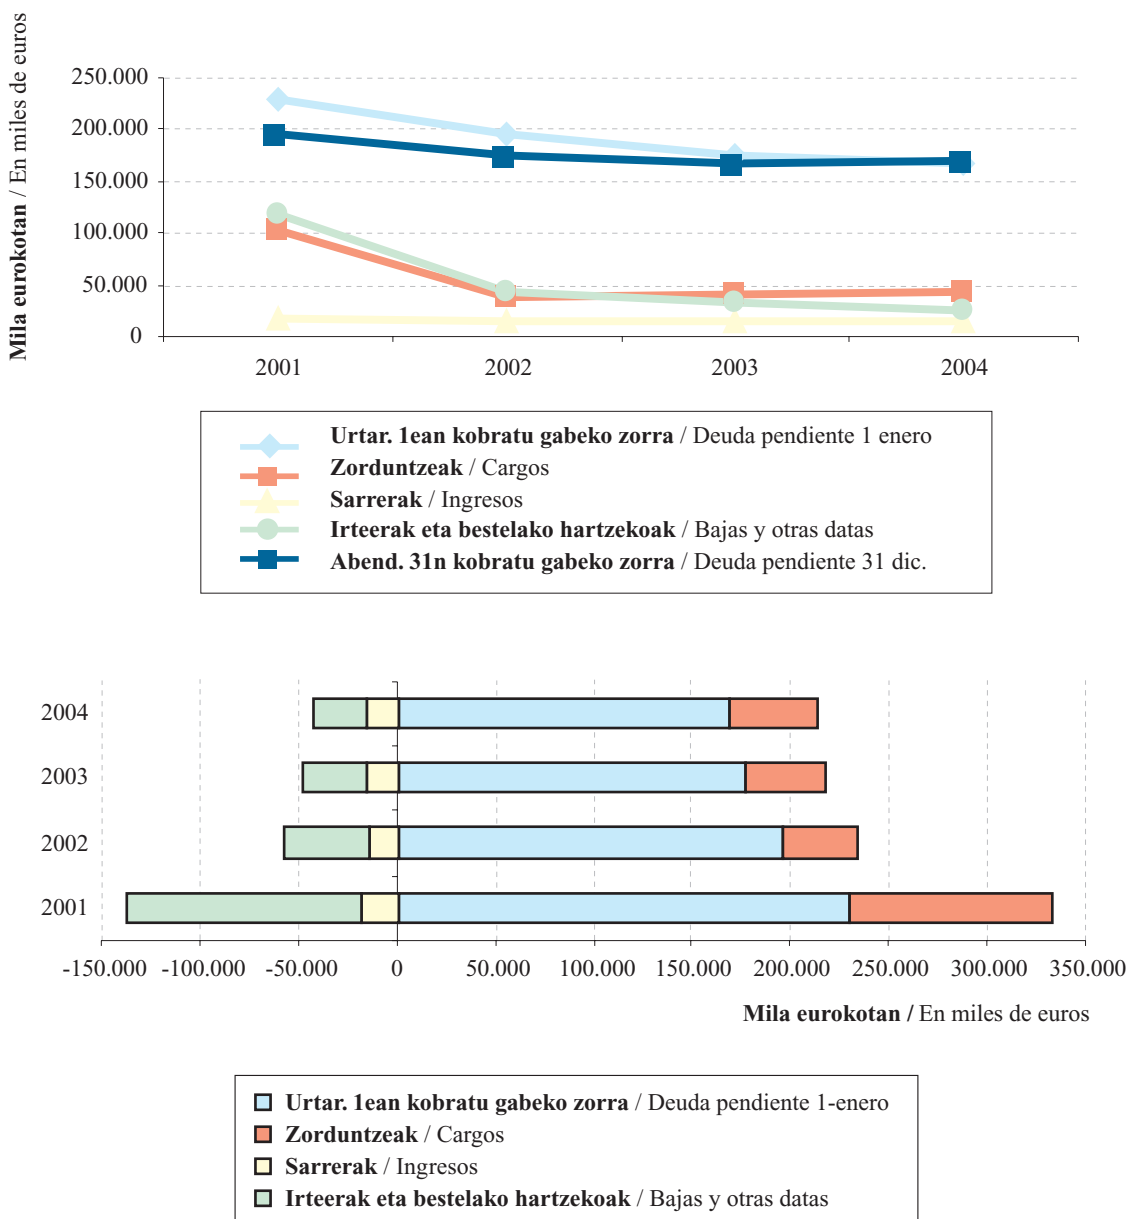 Mila eurokotan / En miles de euros
250.000
200.000
150.000
100.000
50.000
0
2001 2002 2003 2004
Urtar. 1ean kobratu gabeko zorra / Deuda pendiente 1 enero
Zorduntzeak / Cargos
Sarrerak / Ingresos
Irteerak eta bestelako hartzekoak / Bajas y otras datas
Abend. 31n kobratu gabeko zorra / Deuda pendiente 31 dic.
2004
2003
2002
2001
-150.000 -100.000 -50.000 0 50.000 100.000 150.000 200.000 250.000 300.000 350.000
Mila eurokotan / En miles de euros
Urtar. 1ean kobratu gabeko zorra / Deuda pendiente 1-enero
Zorduntzeak / Cargos
Sarrerak / Ingresos
Irteerak eta bestelako hartzekoak / Bajas y otras datas